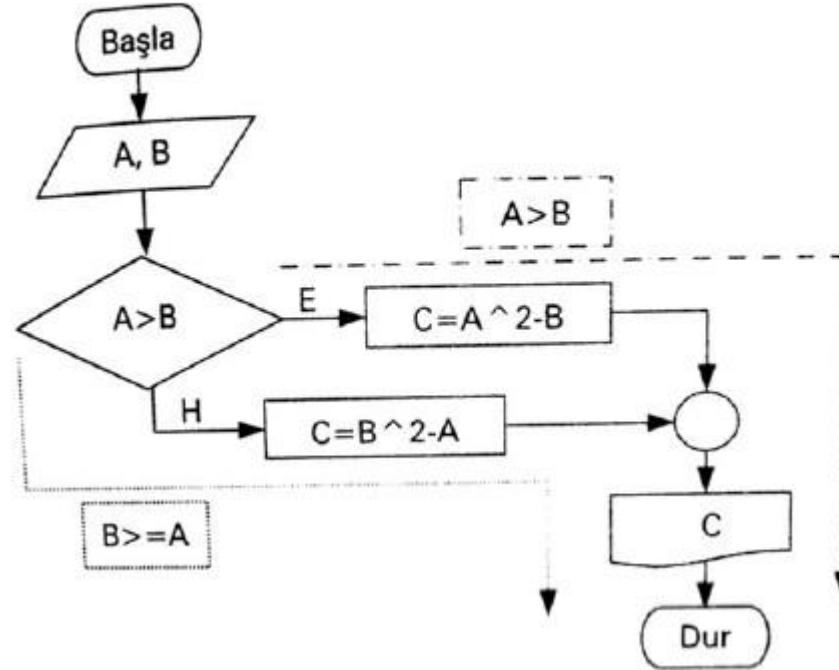 Başla
A, B
A>B
A>B
E
C=A^2-B
H
C=B^2-A
B>=A
C
Dur